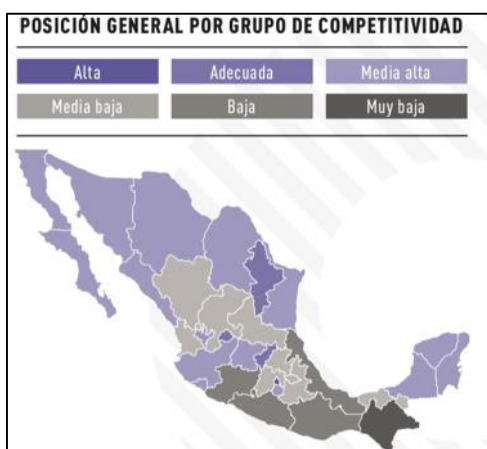 POSICIÓN GENERAL POR GRUPO DE COMPETITIVIDAD
Alta Adecuada Media alta
Media baja Baja Muy baja